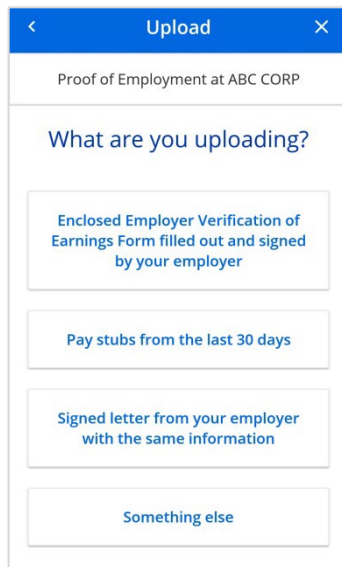 Upload
Proof of Employment at ABC CORP
What are you uploading?
Enclosed Employer Verification of
Earnings Form filled out and signed
by your employer
Pay stubs from the last 30 days
Signed letter from your employer
with the same information
Something else